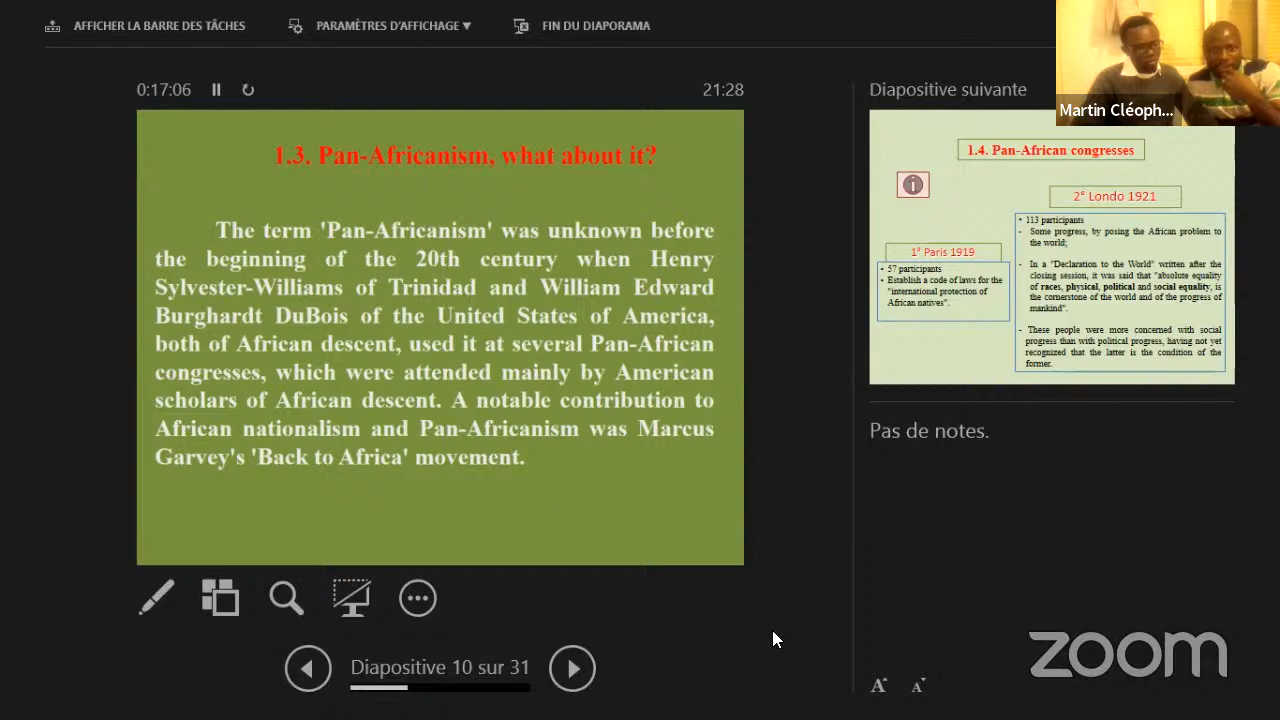 AFFICHER LA BARRE DES TÂCHES
PARAMÈTRES D'AFFICHAGE
FIN DU DIAPORAMA
Martin Cléoph...
0:17:06
21:28
1.3. Pan-Africanism, what about it?
The term 'Pan-Africanism' was unknown before
the beginning of the 20th century when Henry
Sylvester-Williams of Trinidad and William Edward
Burghardt DuBois of the United States of America,
both of African descent, used it at several Pan-African
congresses, which were attended mainly by American
scholars of African descent. A notable contribution to
African nationalism and Pan-Africanism was Marcus
Garvey's 'Back to Africa' movement.
Diapositive 10 sur 31
Diapositive suivante
1.4. Pan-African congresses
1° Paris 1919
• 57 participants
- Establish a code of laws for the
"international protection of
African natives".
2° Londo 1921
• 113 participants
- Some progress, by posing the African problem to
the world;
- In a "Declaration to the World" written after the
closing session, it was said that "absolute equality
of races, physical, political and social equality, is
the cornerstone of the world and of the progress of
mankind".
- These people were more concerned with social
progress than with political progress, having not yet
recognized that the latter is the condition of the
former.
Pas de notes.
A A
zoom